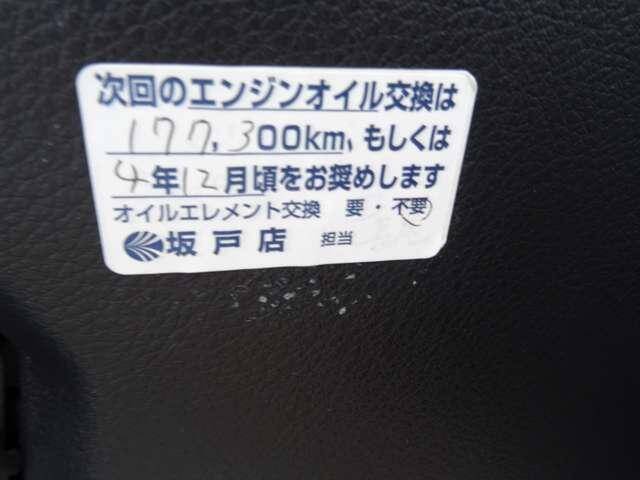 次回のエンジンオイル交換は
177,300km、もしくは
4年12月頃をお奨めします
オイルエレメント交換 要・不要
坂戸店 担当